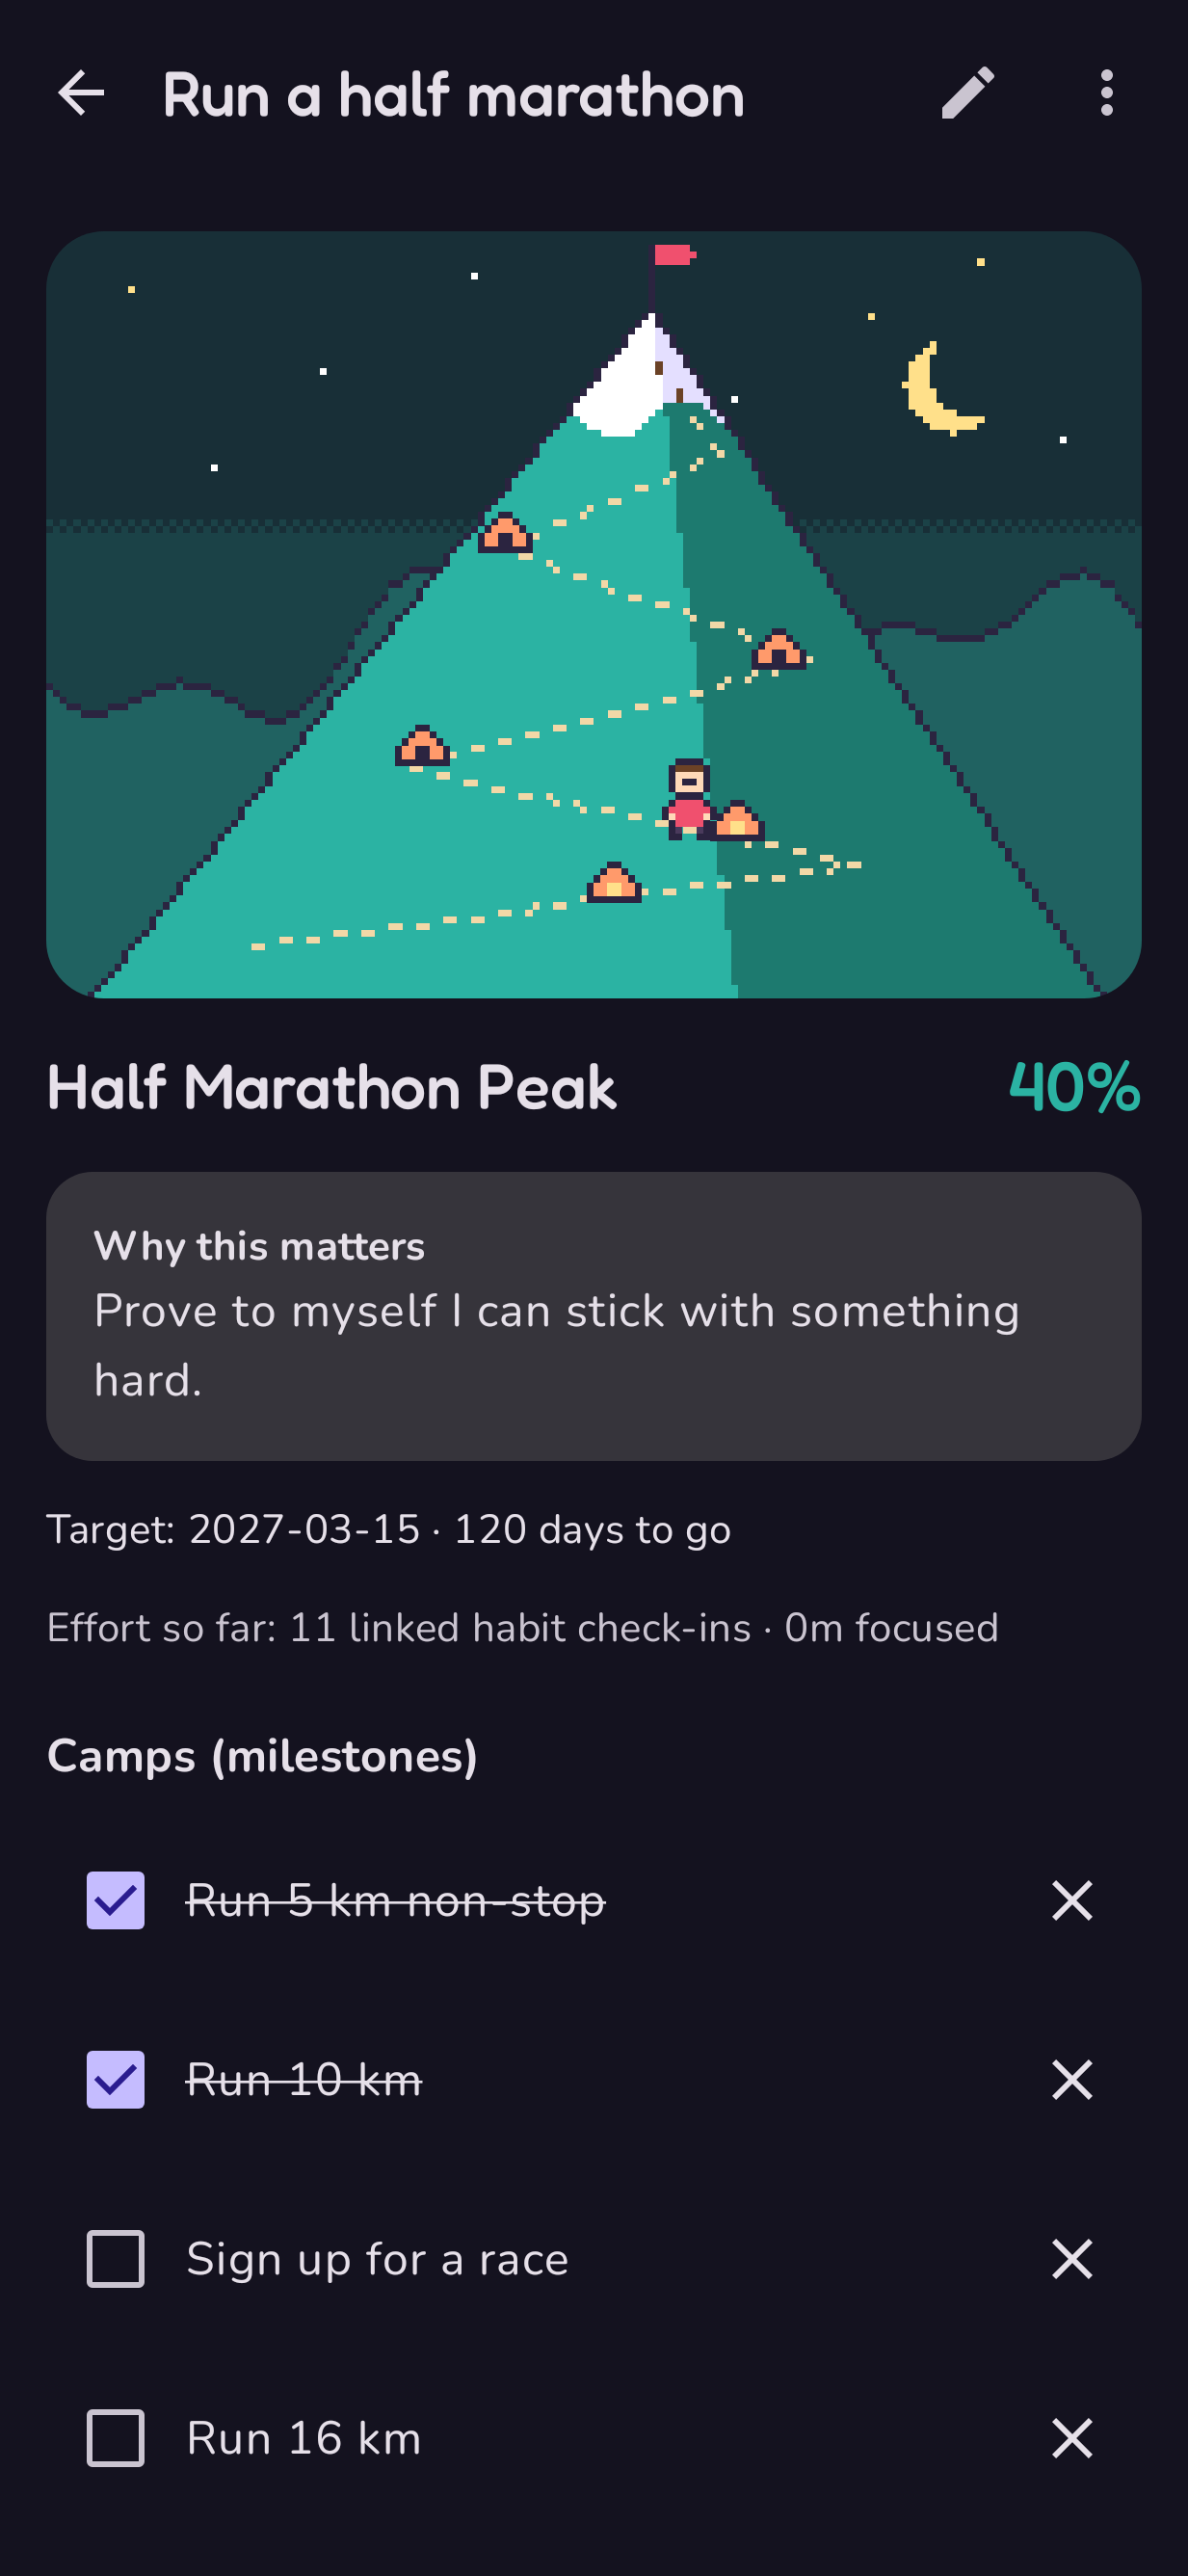 Run a half marathon
Half Marathon Peak
40%
Why this matters
Prove to myself I can stick with something
hard.
Target: 2027-03-15 · 120 days to go
Effort so far: 11 linked habit check-ins · 0m focused
Camps (milestones)
Run 5 km non-stop
Run 10 km
Sign up for a race
Run 16 km